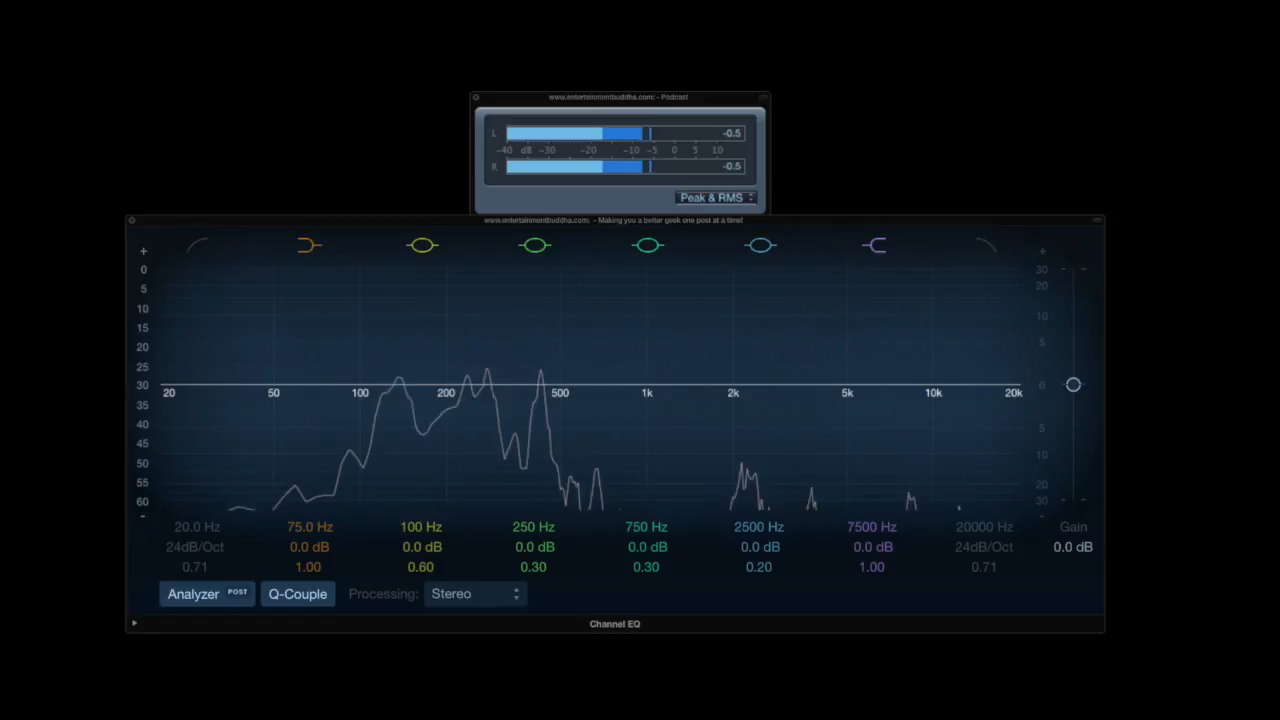 www.entertainmentbuddha.com: - Podcast
L -0.5
-40 dB -30 -20 -10 -5 0 5 10
R -0.5
Peak & RMS
www.entertainmentbuddha.com: - Making you a better geek one post at a time!
+ +
0 30
5 20
10 10
15
20 5
25
30 0
20 50 100 200 500 1k 2k 5k 10k 20k
35
40 5
45
50 10
55 20
60 30
- -
20.0 Hz 75.0 Hz 100 Hz 250 Hz 750 Hz 2500 Hz 7500 Hz 20000 Hz Gain
24dB/Oct 0.0 dB 0.0 dB 0.0 dB 0.0 dB 0.0 dB 0.0 dB 24dB/Oct 0.0 dB
0.71 1.00 0.60 0.30 0.30 0.20 1.00 0.71
Analyzer POST Q-Couple Processing: Stereo
Channel EQ